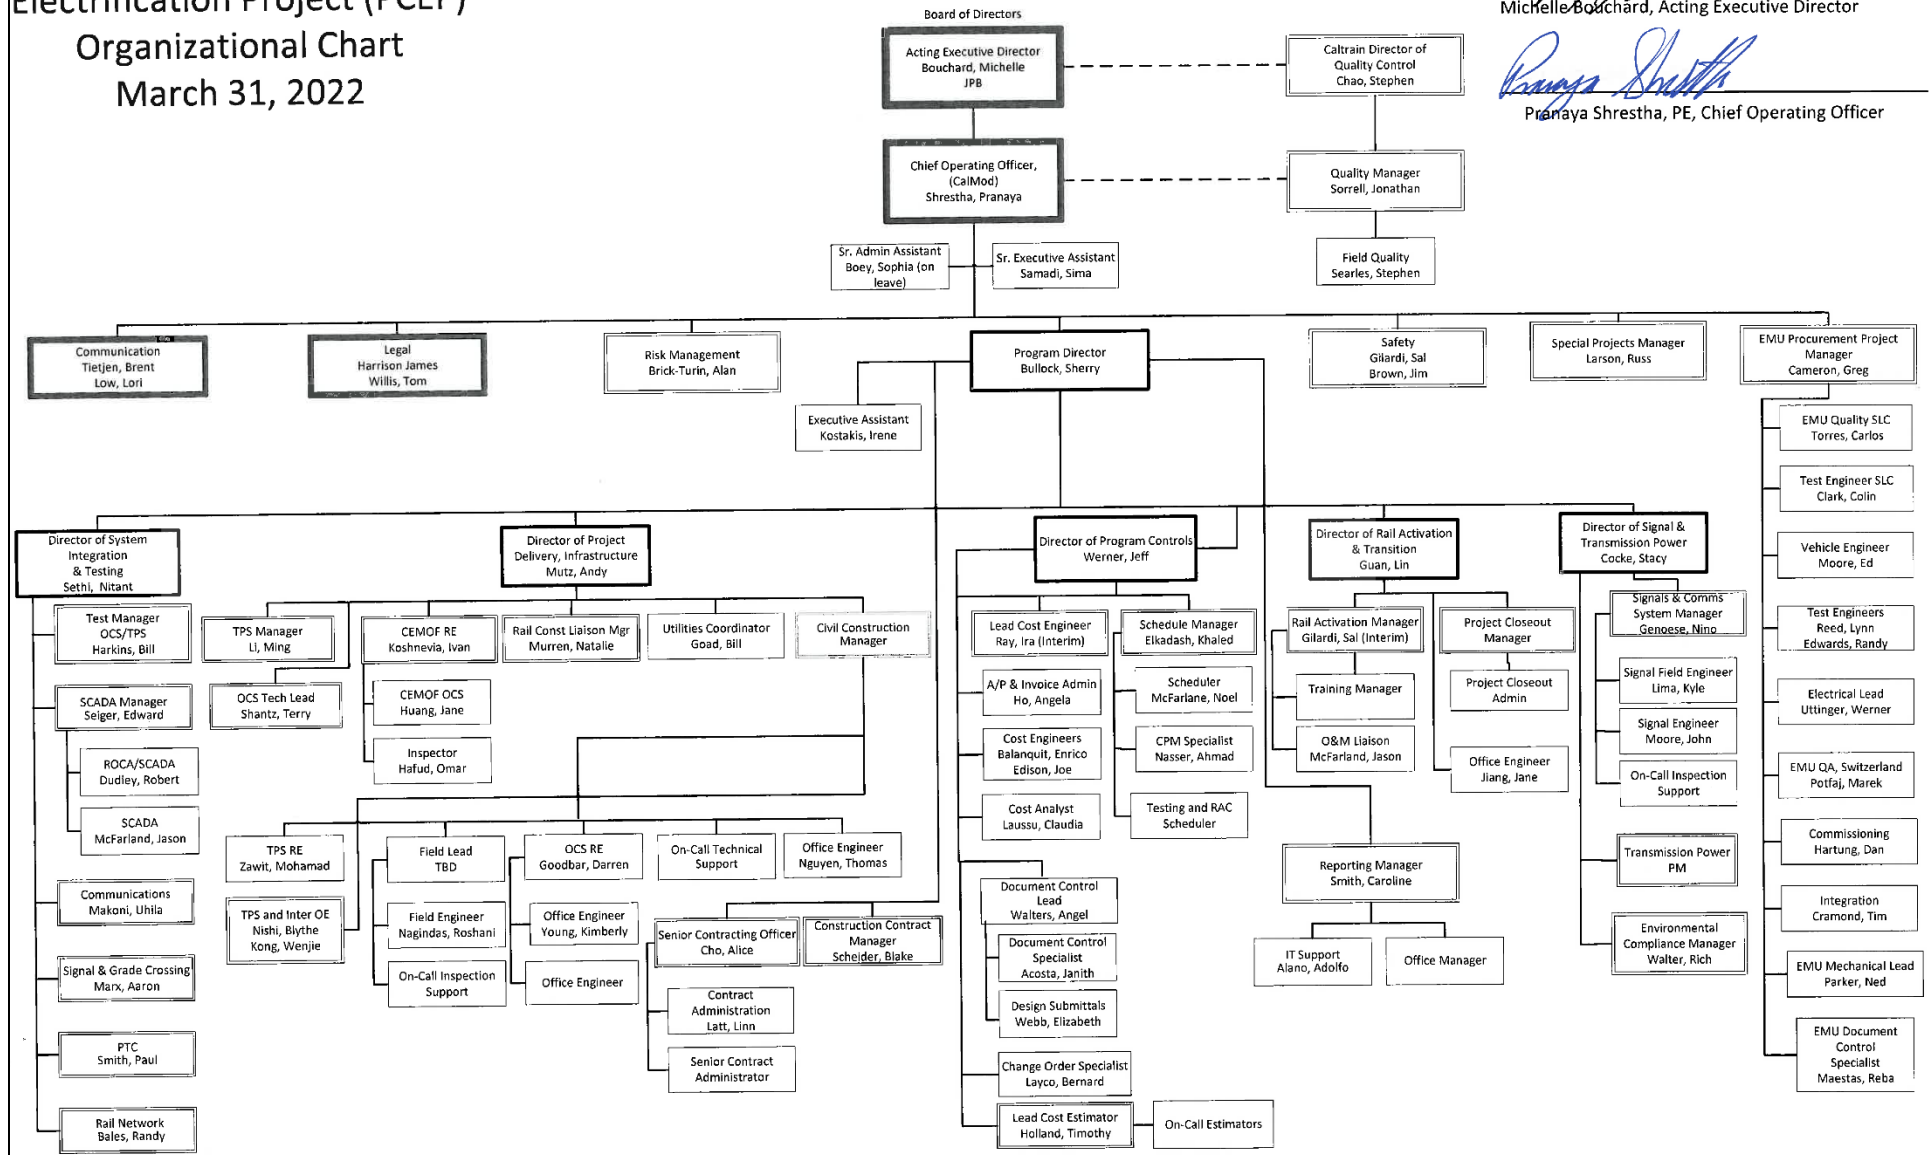 Electrification Project (PCEP)
Organizational Chart
March 31, 2022
Michelle Bouchard, Acting Executive Director
Pranaya Shrestha
Pranaya Shrestha, PE, Chief Operating Officer
Board of Directors
Acting Executive Director
Bouchard, Michelle
JPB
Caltrain Director of
Quality Control
Chao, Stephen
Chief Operating Officer,
(CalMod)
Shrestha, Pranaya
Quality Manager
Sorrell, Jonathan
Sr. Admin Assistant
Boey, Sophia (on
leave)
Sr. Executive Assistant
Samadi, Sima
Field Quality
Searles, Stephen
Communication
Tietjen, Brent
Low, Lori
Legal
Harrison James
Willis, Tom
Risk Management
Brick-Turin, Alan
Program Director
Bullock, Sherry
Safety
Gilardi, Sal
Brown, Jim
Special Projects Manager
Larson, Russ
EMU Procurement Project
Manager
Cameron, Greg
Executive Assistant
Kostakis, Irene
EMU Quality SLC
Torres, Carlos
Test Engineer SLC
Clark, Colin
Vehicle Engineer
Moore, Ed
Test Engineers
Reed, Lynn
Edwards, Randy
Electrical Lead
Uttinger, Werner
EMU QA, Switzerland
Potfaj, Marek
Commissioning
Hartung, Dan
Integration
Cramond, Tim
EMU Mechanical Lead
Parker, Ned
EMU Document
Control
Specialist
Maestas, Reba
Director of System
Integration
& Testing
Sethi, Nitant
Test Manager
OCS/TPS
Harkins, Bill
SCADA Manager
Seiger, Edward
ROCA/SCADA
Dudley, Robert
SCADA
McFarland, Jason
Communications
Makoni, Uhila
Signal & Grade Crossing
Marx, Aaron
PTC
Smith, Paul
Rail Network
Bales, Randy
Director of Project
Delivery, Infrastructure
Mutz, Andy
TPS Manager
Li, Ming
OCS Tech Lead
Shantz, Terry
CEMOF RE
Koshnevia, Ivan
CEMOF OCS
Huang, Jane
Inspector
Hafud, Omar
Rail Const Liaison Mgr
Murren, Natalie
Utilities Coordinator
Goad, Bill
Civil Construction
Manager
TPS RE
Zawit, Mohamad
TPS and Inter OE
Nishi, Blythe
Kong, Wenjie
Field Lead
TBD
Field Engineer
Nagindas, Roshani
On-Call Inspection
Support
OCS RE
Goodbar, Darren
Office Engineer
Young, Kimberly
Office Engineer
On-Call Technical
Support
Office Engineer
Nguyen, Thomas
Senior Contracting Officer
Cho, Alice
Contract
Administration
Latt, Linn
Senior Contract
Administrator
Construction Contract
Manager
Scheider, Blake
Director of Program Controls
Werner, Jeff
Lead Cost Engineer
Ray, Ira (Interim)
A/P & Invoice Admin
Ho, Angela
Cost Engineers
Balanquit, Enrico
Edison, Joe
Cost Analyst
Laussu, Claudia
Schedule Manager
Elkadash, Khaled
Scheduler
McFarlane, Noel
CPM Specialist
Nasser, Ahmad
Testing and RAC
Scheduler
Document Control
Lead
Walters, Angel
Document Control
Specialist
Acosta, Janith
Design Submittals
Webb, Elizabeth
Change Order Specialist
Layco, Bernard
Lead Cost Estimator
Holland, Timothy
On-Call Estimators
Director of Rail Activation
& Transition
Guan, Lin
Rail Activation Manager
Gilardi, Sal (Interim)
Training Manager
O&M Liaison
McFarland, Jason
Project Closeout
Manager
Project Closeout
Admin
Office Engineer
Jiang, Jane
Reporting Manager
Smith, Caroline
IT Support
Alano, Adolfo
Office Manager
Director of Signal &
Transmission Power
Cocke, Stacy
Signals & Comms
System Manager
Genoese, Nino
Signal Field Engineer
Lima, Kyle
Signal Engineer
Moore, John
On-Call Inspection
Support
Transmission Power
PM
Environmental
Compliance Manager
Walter, Rich